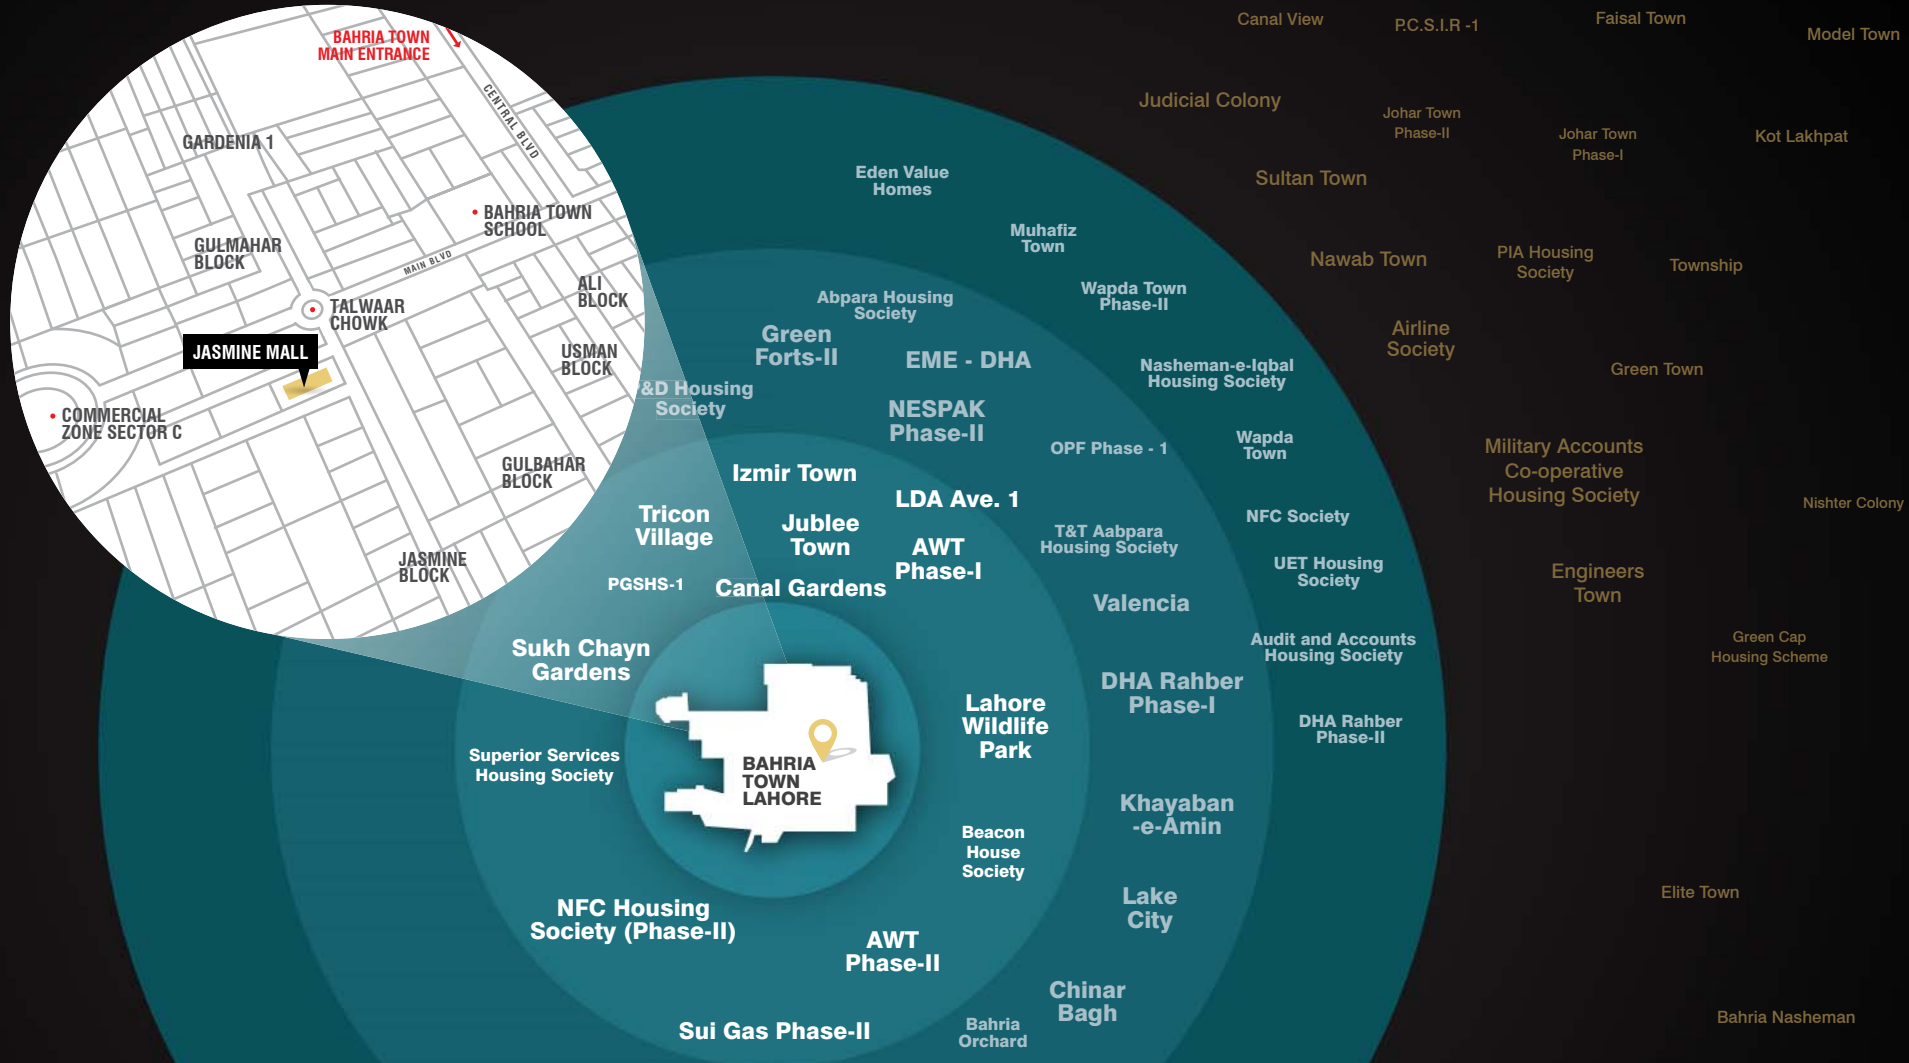 BAHRIA TOWN
MAIN ENTRANCE
CENTRAL BLVD
GARDENIA 1
BAHRIA TOWN
SCHOOL
GULMAHAR
BLOCK
MAIN BLVD
ALI
BLOCK
TALWAAR
CHOWK
JASMINE MALL
USMAN
BLOCK
COMMERCIAL
ZONE SECTOR C
GULBAHAR
BLOCK
JASMINE
BLOCK
Canal View
P.C.S.I.R -1
Faisal Town
Model Town
Judicial Colony
Johar Town
Phase-II
Johar Town
Phase-I
Kot Lakhpat
Sultan Town
Eden Value
Homes
Muhafiz
Town
Nawab Town
PIA Housing
Society
Township
Wapda Town
Phase-II
Abpara Housing
Society
Green
Forts-II
EME - DHA
Airline
Society
Green Town
Nasheman-e-Iqbal
Housing Society
&D Housing
Society
NESPAK
Phase-II
OPF Phase - 1
Wapda
Town
Military Accounts
Co-operative
Housing Society
Nishter Colony
Izmir Town
LDA Ave. 1
Tricon
Village
Jublee
Town
AWT
Phase-I
T&T Aabpara
Housing Society
NFC Society
UET Housing
Society
Engineers
Town
PGSHS-1
Canal Gardens
Valencia
Sukh Chayn
Gardens
Audit and Accounts
Housing Society
Green Cap
Housing Scheme
DHA Rahber
Phase-I
Lahore
Wildlife
Park
DHA Rahber
Phase-II
Superior Services
Housing Society
BAHRIA
TOWN
LAHORE
Khayaban
-e-Amin
Beacon
House
Society
Lake
City
Elite Town
NFC Housing
Society (Phase-II)
AWT
Phase-II
Chinar
Bagh
Sui Gas Phase-II
Bahria
Orchard
Bahria Nasheman